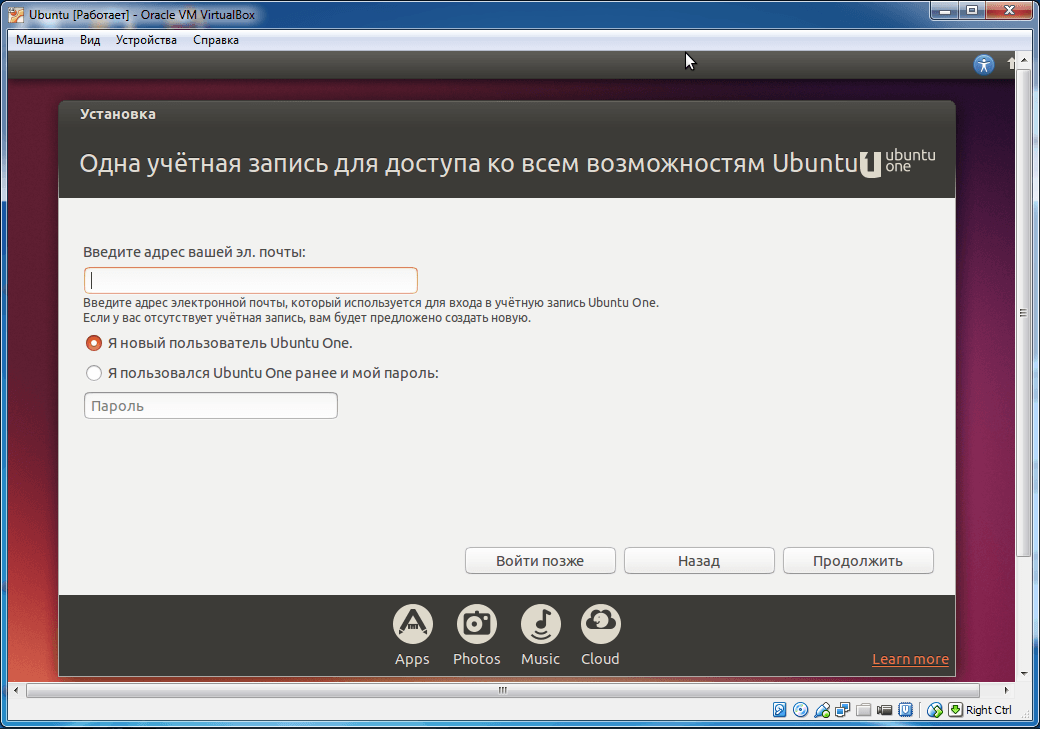 Ubuntu [Работает] - Oracle VM VirtualBox
Машина Вид Устройства Справка
Установка
Одна учётная запись для доступа ко всем возможностям Ubuntu
ubuntu
one
Введите адрес вашей эл. почты:
Введите адрес электронной почты, который используется для входа в учётную запись Ubuntu One.
Если у вас отсутствует учётная запись, вам будет предложено создать новую.
Я новый пользователь Ubuntu One.
Я пользовался Ubuntu One ранее и мой пароль:
Пароль
Войти позже Назад Продолжить
Apps Photos Music Cloud
Learn more
Right Ctrl